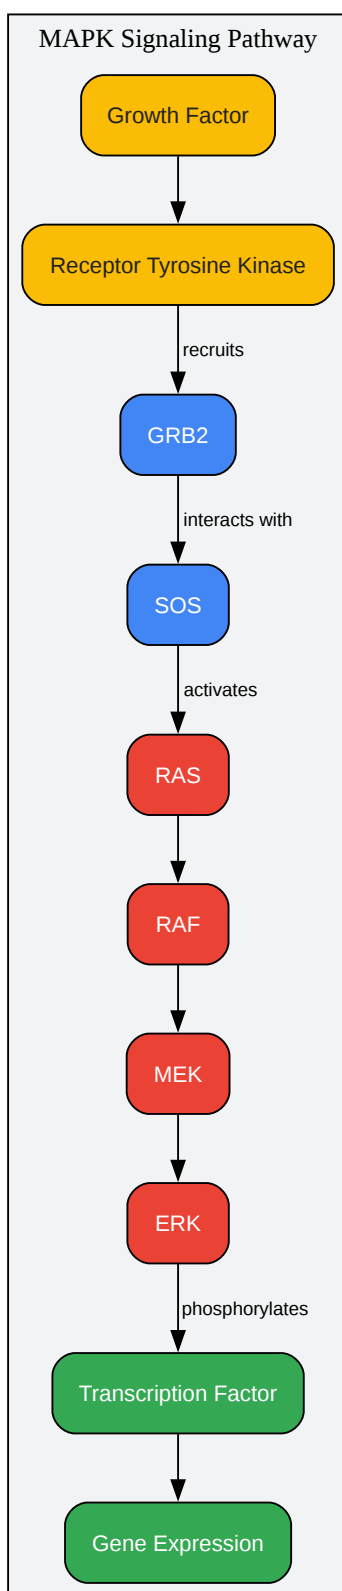 MAPK Signaling Pathway
Growth Factor
Receptor Tyrosine Kinase
recruits
GRB2
interacts with
SOS
activates
RAS
RAF
MEK
ERK
phosphorylates
Transcription Factor
Gene Expression